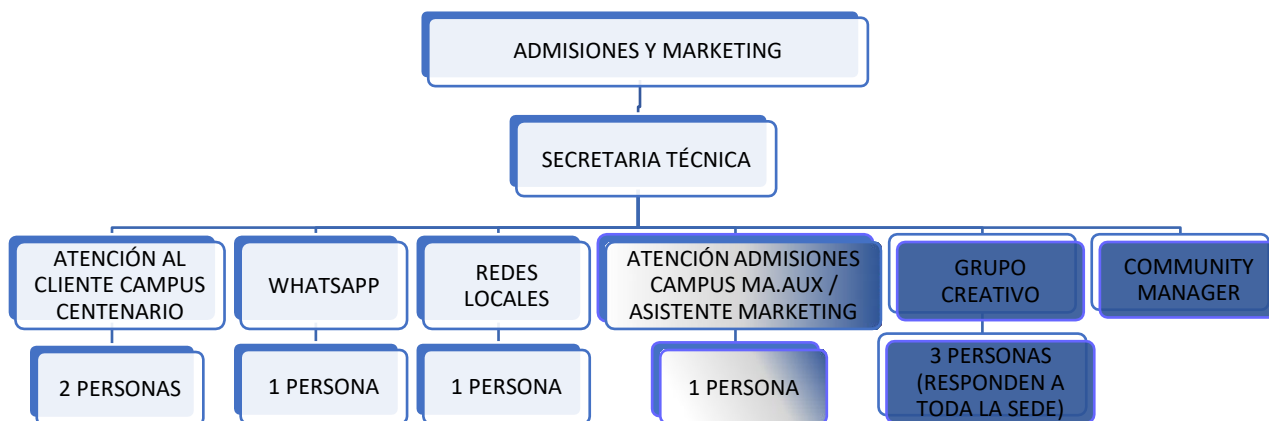 ADMISIONES Y MARKETING
SECRETARIA TÉCNICA
ATENCIÓN AL
CLIENTE CAMPUS
CENTENARIO
WHATSAPP
REDES
LOCALES
ATENCIÓN ADMISIONES
CAMPUS MA.AUX /
ASISTENTE MARKETING
GRUPO
CREATIVO
COMMUNITY
MANAGER
2 PERSONAS
1 PERSONA
1 PERSONA
1 PERSONA
3 PERSONAS
(RESPONDEN A
TODA LA SEDE)